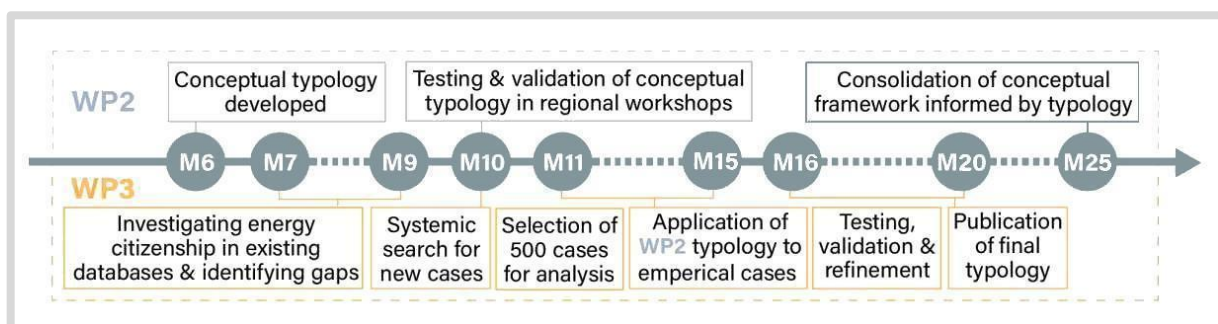 WP2
Conceptual typology
developed
Testing & validation of conceptual
typology in regional workshops
Consolidation of conceptual
framework informed by typology
M6
M7
M9
M10
M11
M15
M16
M20
M25
WP3
Investigating energy
citizenship in existing
databases & identifying gaps
Systemic
search for
new cases
Selection of
500 cases
for analysis
Application of
WP2 typology to
emperical cases
Testing,
validation &
refinement
Publication
of final
typology